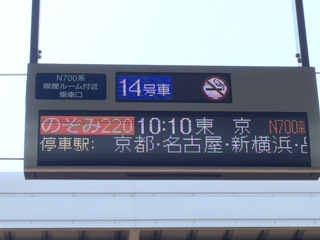 N700系
喫煙ルーム付近
乗車口
14号車
のぞみ220 10:10 東 京 N700系
停車駅: 京都・名古屋・新横浜・